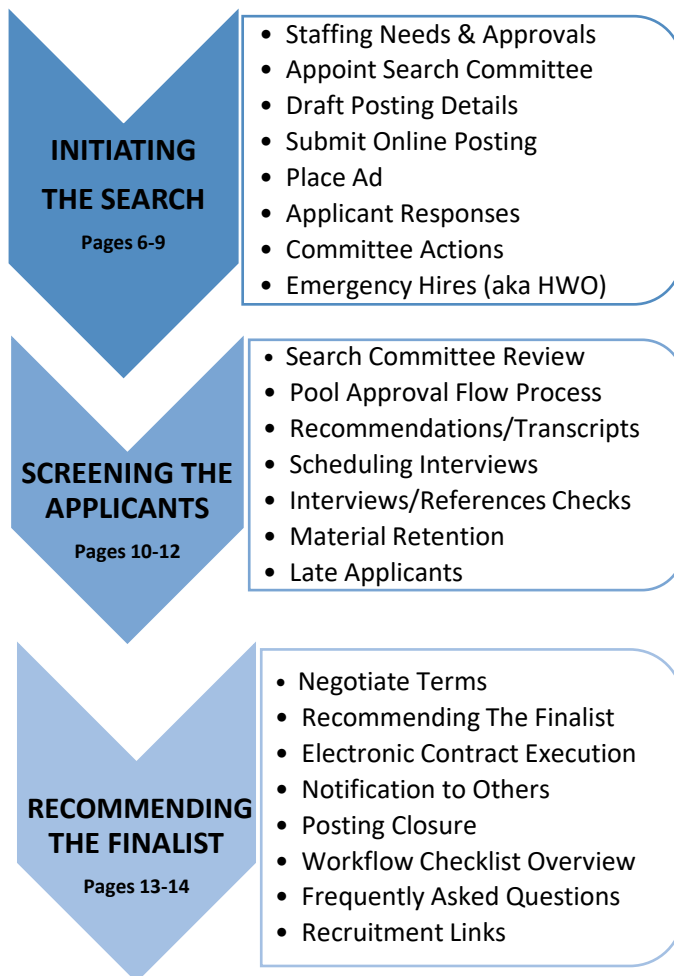 INITIATING
THE SEARCH
Pages 6-9
• Staffing Needs & Approvals
• Appoint Search Committee
• Draft Posting Details
• Submit Online Posting
• Place Ad
• Applicant Responses
• Committee Actions
• Emergency Hires (aka HWO)
SCREENING THE
APPLICANTS
Pages 10-12
• Search Committee Review
• Pool Approval Flow Process
• Recommendations/Transcripts
• Scheduling Interviews
• Interviews/References Checks
• Material Retention
• Late Applicants
RECOMMENDING
THE FINALIST
Pages 13-14
• Negotiate Terms
• Recommending The Finalist
• Electronic Contract Execution
• Notification to Others
• Posting Closure
• Workflow Checklist Overview
• Frequently Asked Questions
• Recruitment Links